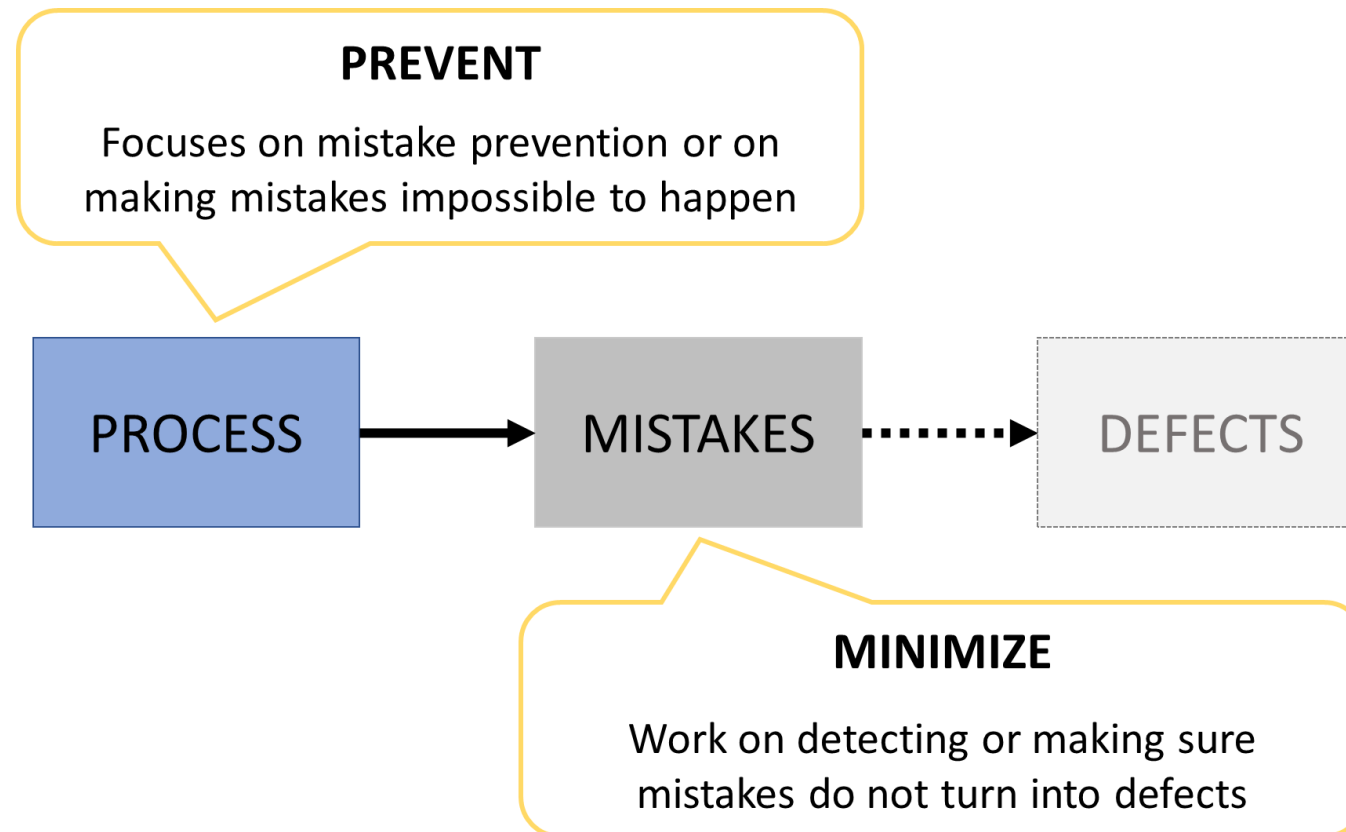 PREVENT
Focuses on mistake prevention or on
making mistakes impossible to happen
PROCESS
MISTAKES
DEFECTS
MINIMIZE
Work on detecting or making sure
mistakes do not turn into defects